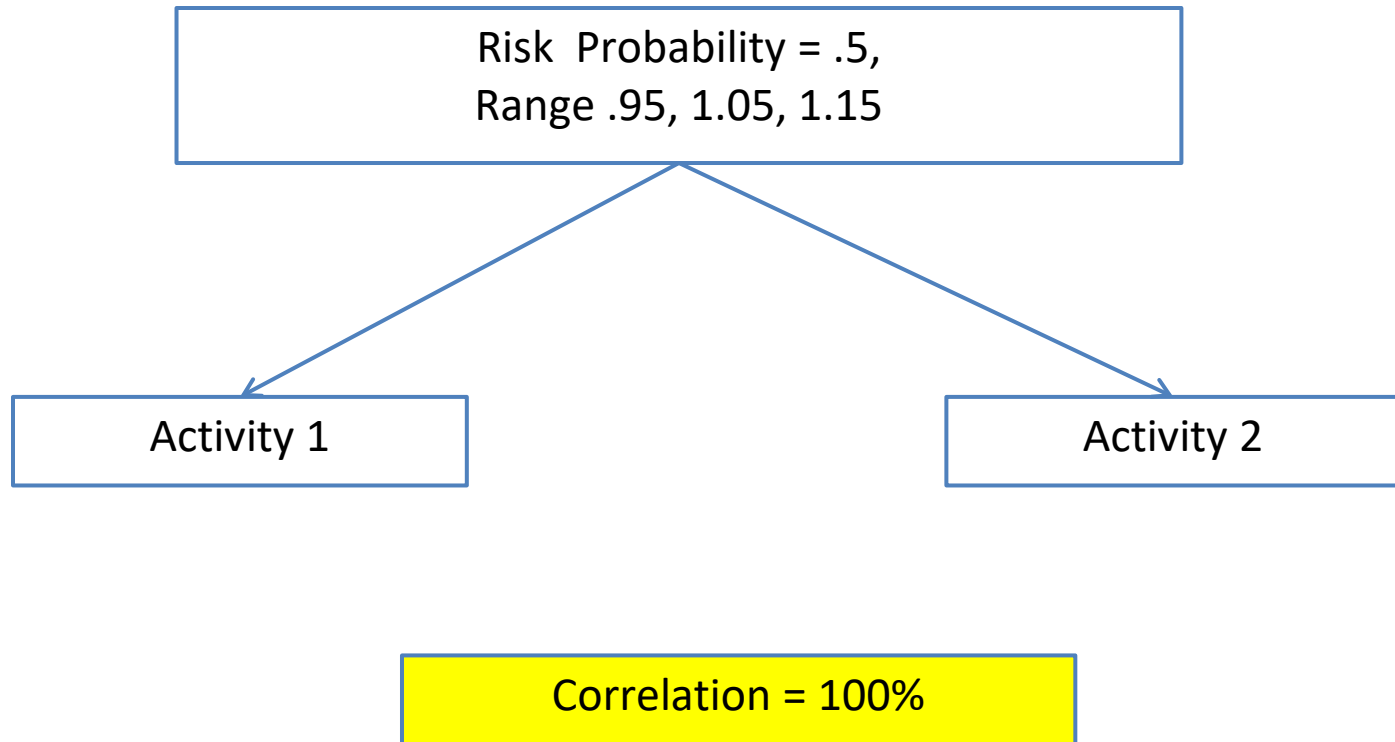 Risk Probability = .5,
Range .95, 1.05, 1.15
Activity 1
Activity 2
Correlation = 100%